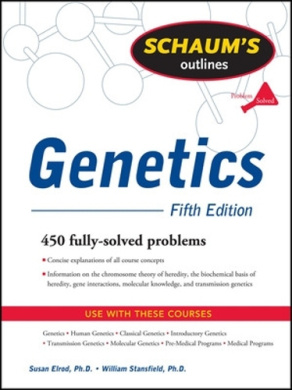 SCHAUM'S
outlines
Problem
Solved
Genetics
Fifth Edition
450 fully-solved problems
• Concise explanations of all course concepts
• Information on the chromosome theory of heredity, the biochemical basis of
heredity, gene interactions, molecular knowledge, and transmission genetics
USE WITH THESE COURSES
Genetics • Human Genetics • Classical Genetics • Introductory Genetics
• Transmission Genetics • Molecular Genetics • Pre-Medical Programs • Medical Programs
Susan Elrod, Ph.D. • William Stansfield, Ph.D.